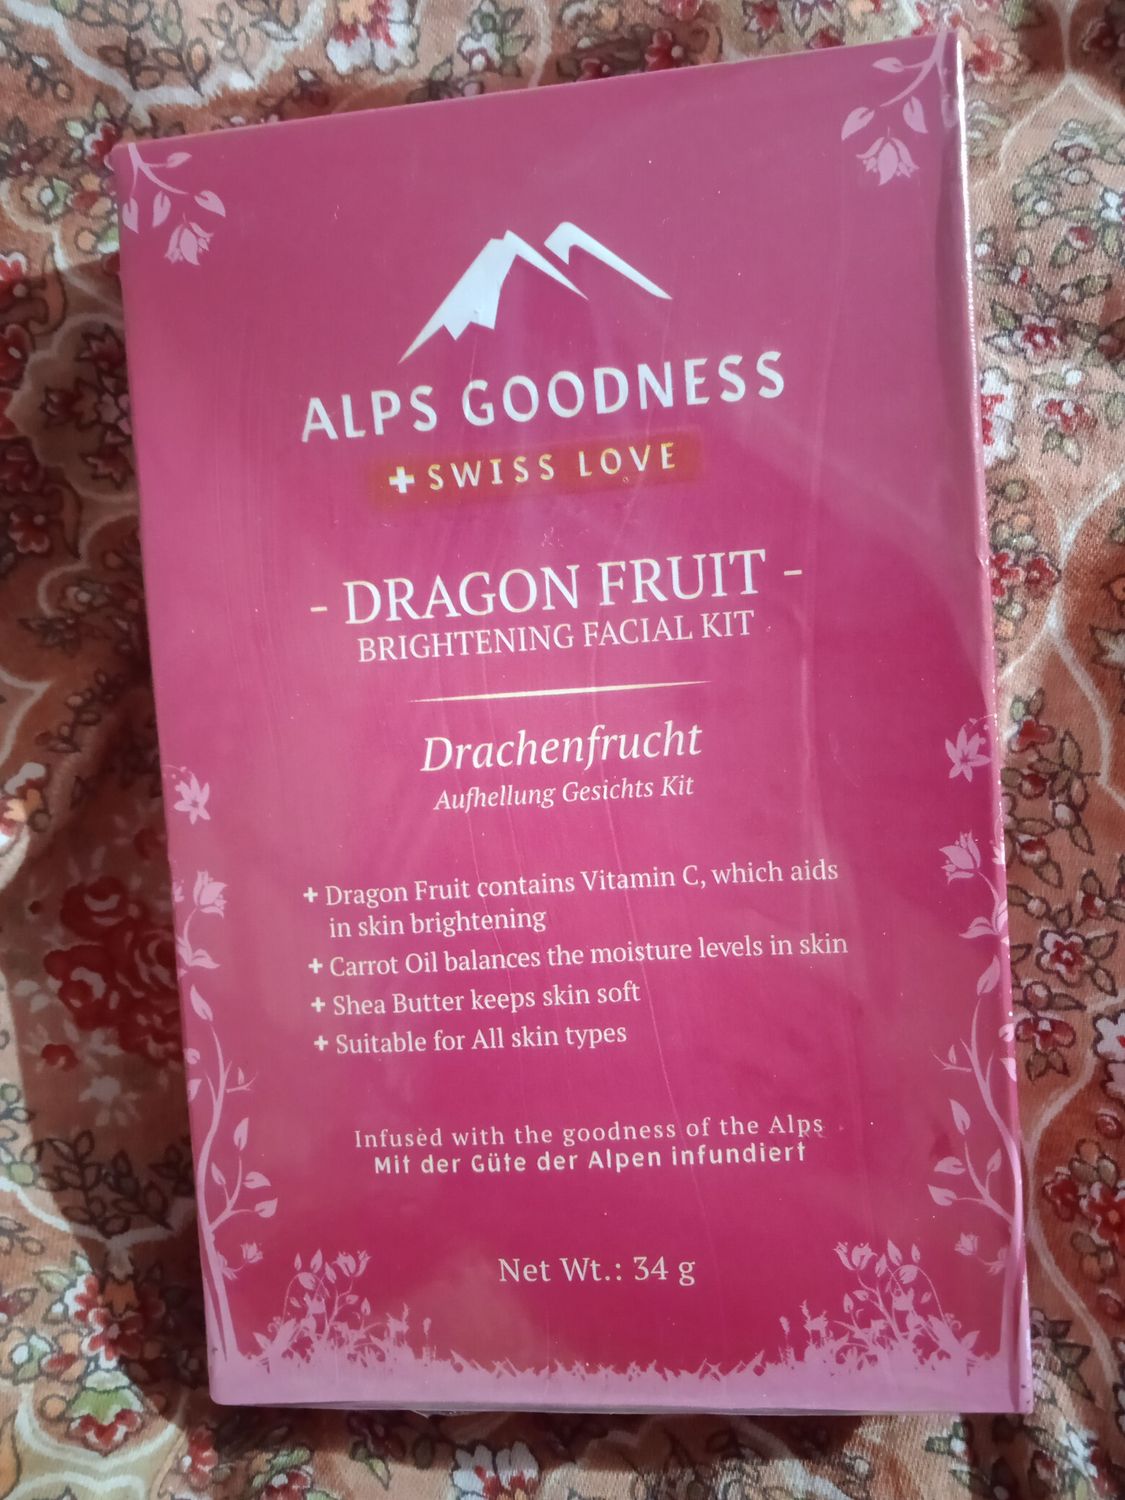 ALPS GOODNESS
+ SWISS LOVE
- DRAGON FRUIT -
BRIGHTENING FACIAL KIT
Drachenfrucht
Aufhellung Gesichts Kit
+ Dragon Fruit contains Vitamin C, which aids
in skin brightening
+ Carrot Oil balances the moisture levels in skin
+ Shea Butter keeps skin soft
+ Suitable for All skin types
Infused with the goodness of the Alps
Mit der Güte der Alpen infundiert
Net Wt.: 34 g